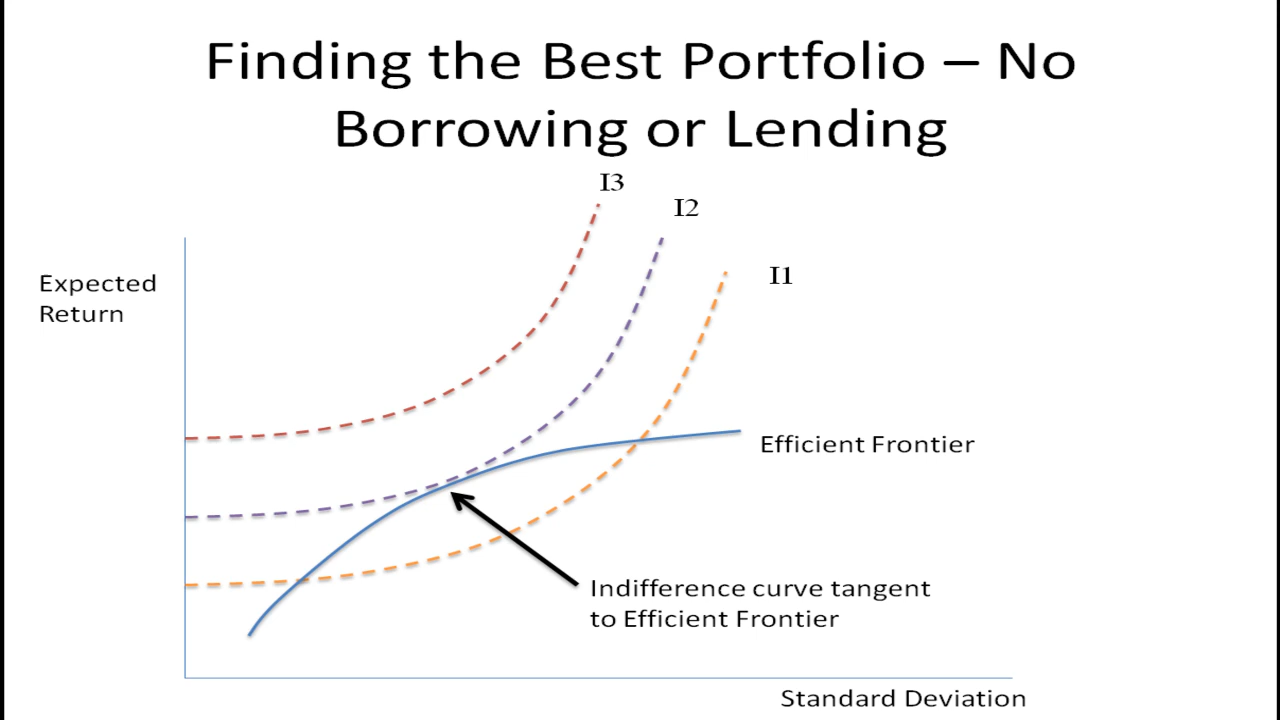 Finding the Best Portfolio – No
Borrowing or Lending
I3
I2
I1
Expected
Return
Efficient Frontier
Indifference curve tangent
to Efficient Frontier
Standard Deviation